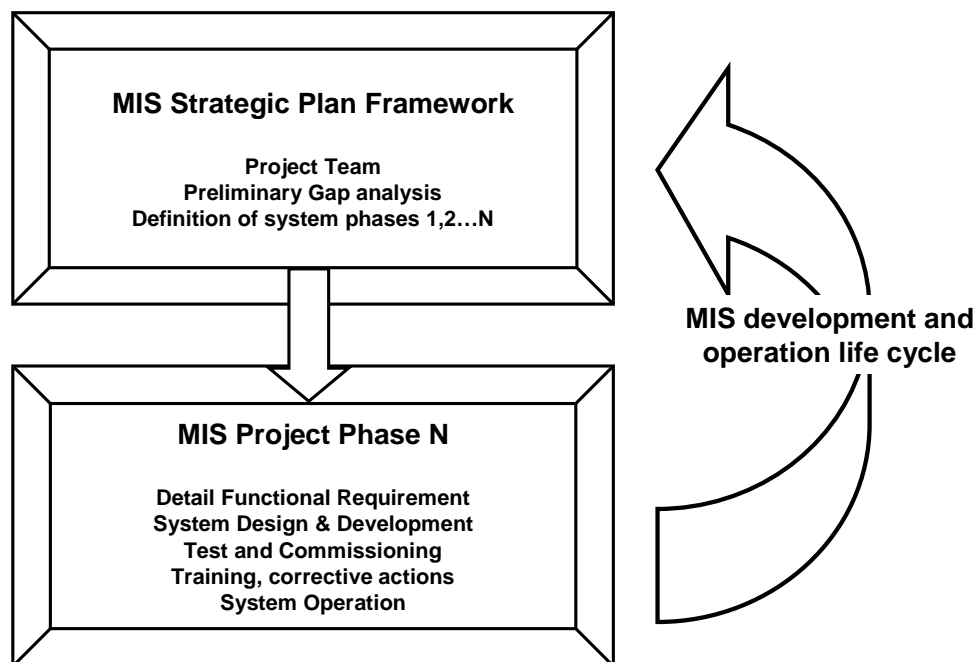 MIS Strategic Plan Framework
Project Team
Preliminary Gap analysis
Definition of system phases 1,2…N
MIS development and
operation life cycle
MIS Project Phase N
Detail Functional Requirement
System Design & Development
Test and Commissioning
Training, corrective actions
System Operation